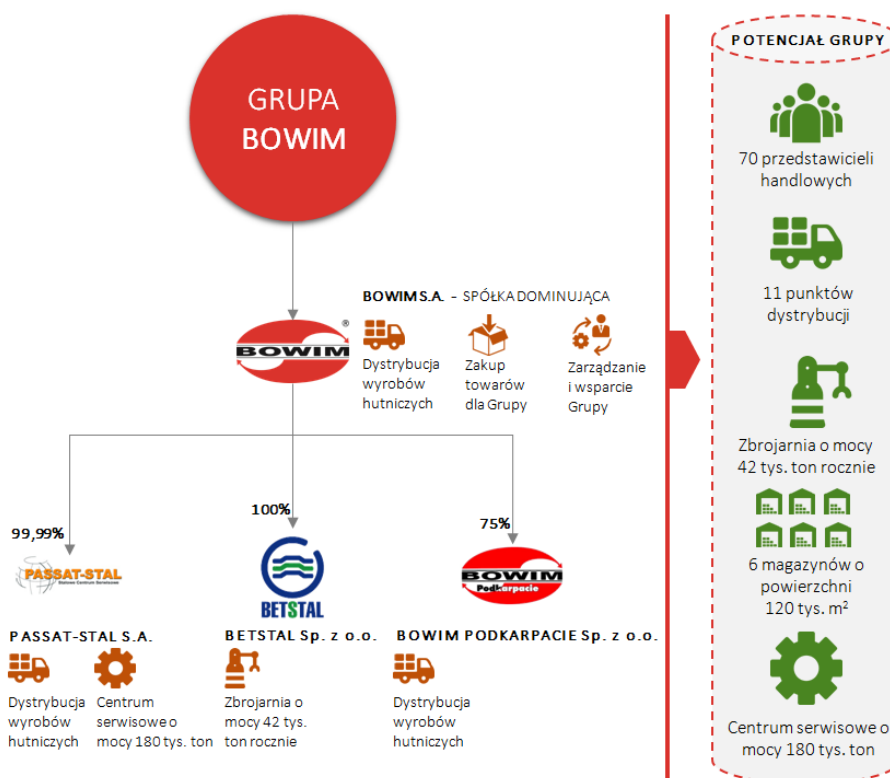 GRUPA
BOWIM
BOWIM S.A. - SPÓŁKA DOMINUJĄCA
BOWIM
®
Dystrybucja
wyrobów
hutniczych
Zakup
towarów
dla Grupy
Zarządzanie
i wsparcie
Grupy
99,99%
PASSAT-STAL
Stalowe Centrum Serwisowe
PASSAT-STAL S.A.
Dystrybucja
wyrobów
hutniczych
Centrum
serwisowe o
mocy 180 tys. ton
100%
BETSTAL
BETSTAL Sp. z o.o.
Zbrojarnia o
mocy 42 tys.
ton rocznie
75%
BOWIM
Podkarpacie
BOWIM PODKARPACIE Sp. z o.o.
Dystrybucja
wyrobów
hutniczych
POTENCJAŁ GRUPY
70 przedstawicieli
handlowych
11 punktów
dystrybucji
Zbrojarnia o mocy
42 tys. ton rocznie
6 magazynów o
powierzchni
120 tys. m²
Centrum serwisowe o
mocy 180 tys. ton